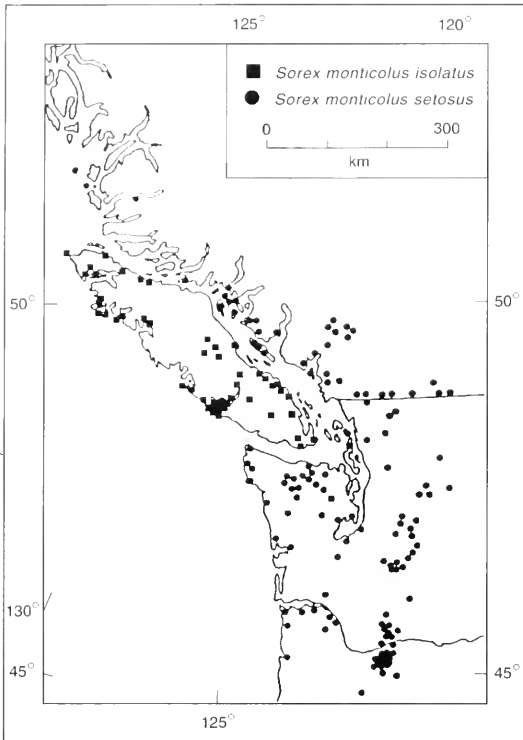 125° 120°
■ Sorex monticolus isolatus
● Sorex monticolus setosus
0 300
km
50° 50°
130°
45° 45°
125°